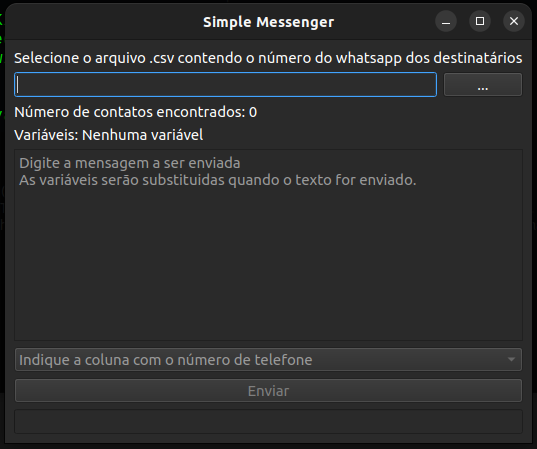 Simple Messenger
Selecione o arquivo .csv contendo o número do whatsapp dos destinatários
...
Número de contatos encontrados: 0
Variáveis: Nenhuma variável
Digite a mensagem a ser enviada
As variáveis serão substituidas quando o texto for enviado.
Indique a coluna com o número de telefone
Enviar